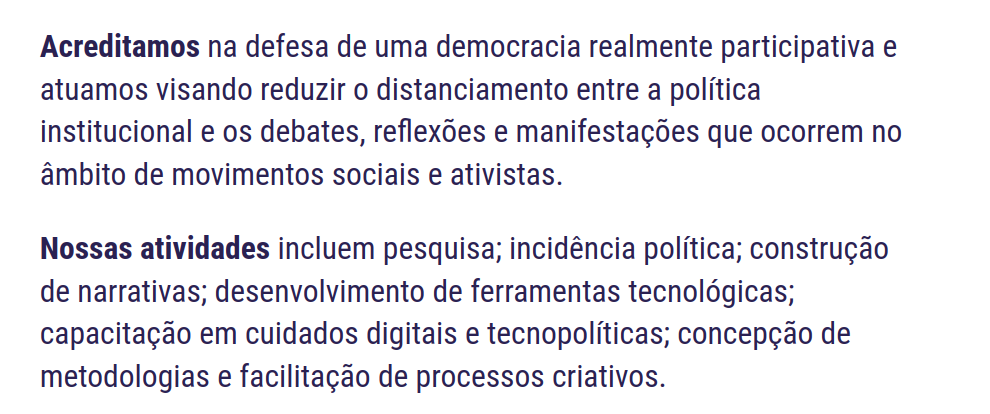 Acreditamos na defesa de uma democracia realmente participativa e
atuamos visando reduzir o distanciamento entre a política
institucional e os debates, reflexões e manifestações que ocorrem no
âmbito de movimentos sociais e ativistas.
Nossas atividades incluem pesquisa; incidência política; construção
de narrativas; desenvolvimento de ferramentas tecnológicas;
capacitação em cuidados digitais e tecnopolíticas; concepção de
metodologias e facilitação de processos criativos.